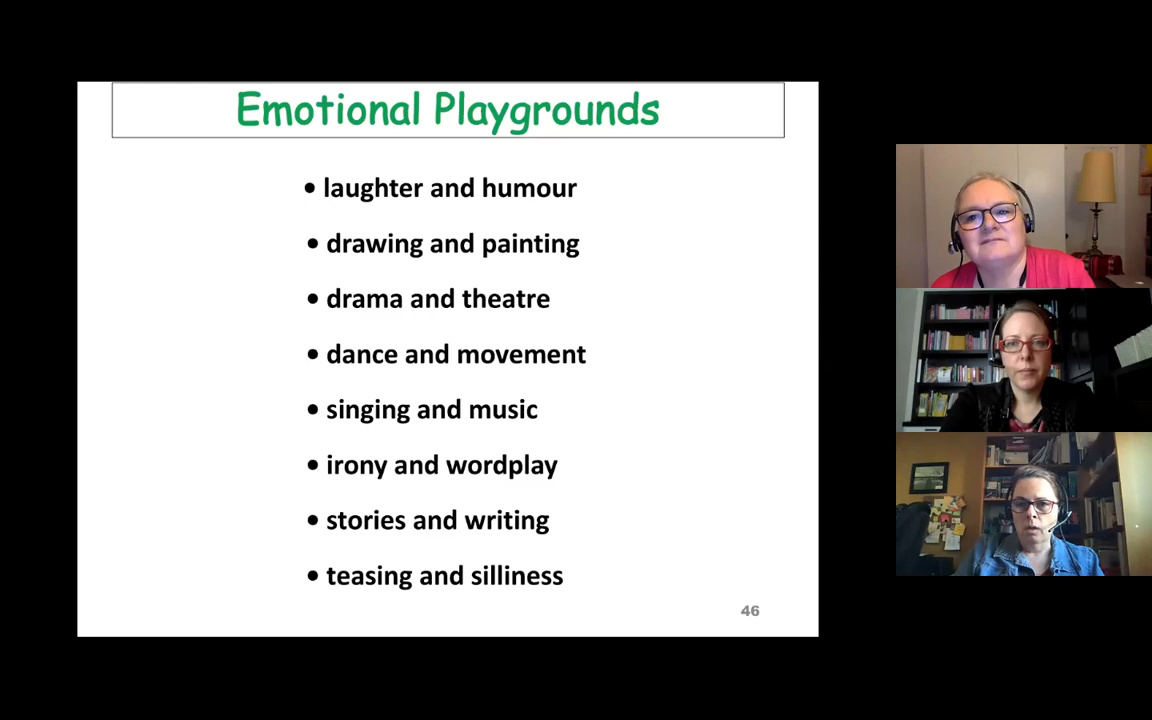 Emotional Playgrounds
• laughter and humour
• drawing and painting
• drama and theatre
• dance and movement
• singing and music
• irony and wordplay
• stories and writing
• teasing and silliness
46